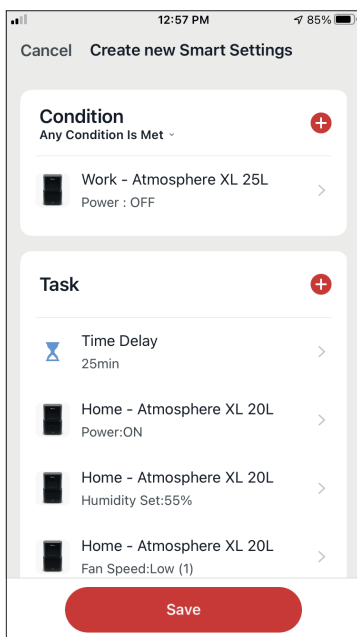 12:57 PM
85%
Cancel Create new Smart Settings
Condition
Any Condition Is Met
Work - Atmosphere XL 25L
Power : OFF
Task
Time Delay
25min
Home - Atmosphere XL 20L
Power:ON
Home - Atmosphere XL 20L
Humidity Set:55%
Home - Atmosphere XL 20L
Fan Speed:Low (1)
Save